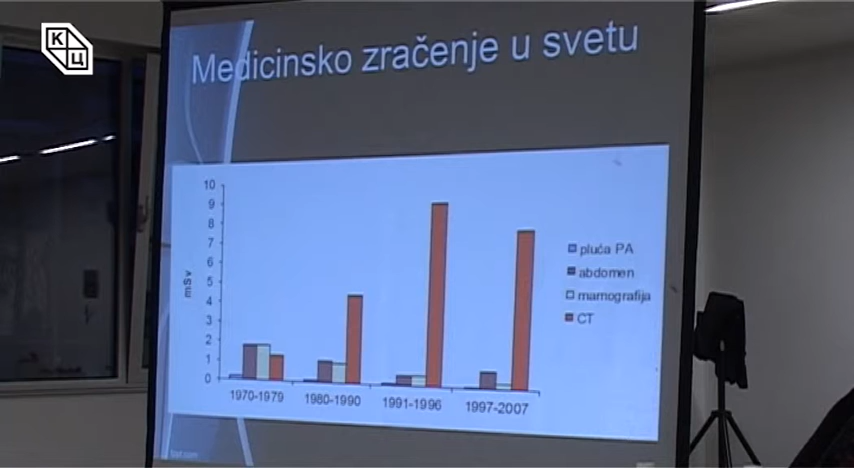 К
Ц
Medicinsko zračenje u svetu
10
9
8
7
6
5
4
3
2
1
0
mSv
1970-1979
1980-1990
1991-1996
1997-2007
pluća PA
abdomen
mamografija
CT